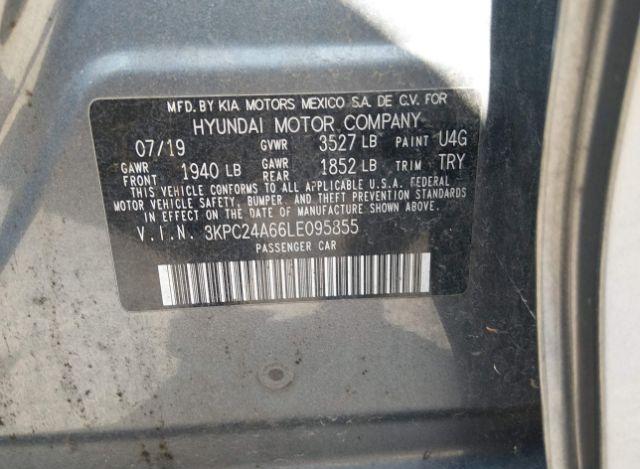 MFD. BY KIA MOTORS MEXICO S.A. DE C.V. FOR
HYUNDAI MOTOR COMPANY
07/19 GVWR 3527 LB PAINT U4G
GAWR FRONT 1940 LB GAWR REAR 1852 LB TRIM TRY
THIS VEHICLE CONFORMS TO ALL APPLICABLE U.S.A. FEDERAL
MOTOR VEHICLE SAFETY, BUMPER, AND THEFT PREVENTION STANDARDS
IN EFFECT ON THE DATE OF MANUFACTURE SHOWN ABOVE.
V.I.N. 3KPC24A66LE095855
PASSENGER CAR